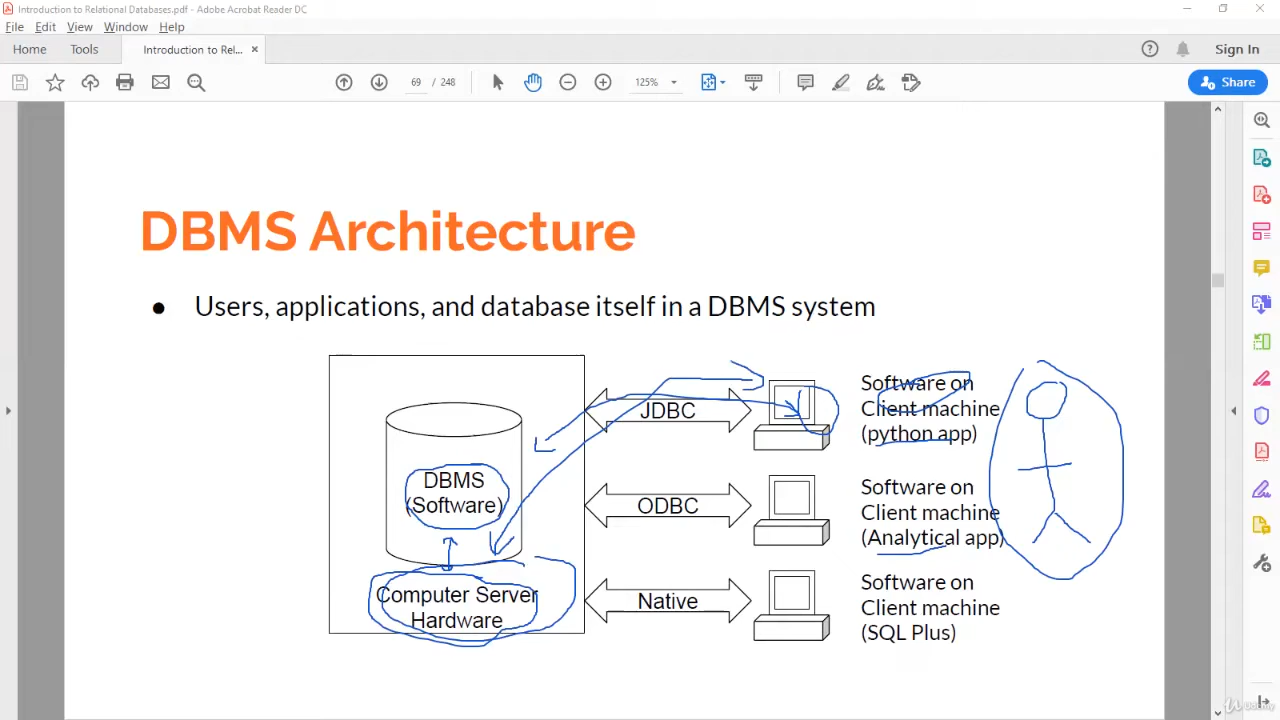 Introduction to Relational Databases.pdf - Adobe Acrobat Reader DC
File Edit View Window Help
Home Tools Introduction to Rel... × Sign In
69 / 248 125% Share
DBMS Architecture
● Users, applications, and database itself in a DBMS system
DBMS
(Software)
Computer Server
Hardware
JDBC
Software on
Client machine
(python app)
ODBC
Software on
Client machine
(Analytical app)
Native
Software on
Client machine
(SQL Plus)
Udemy